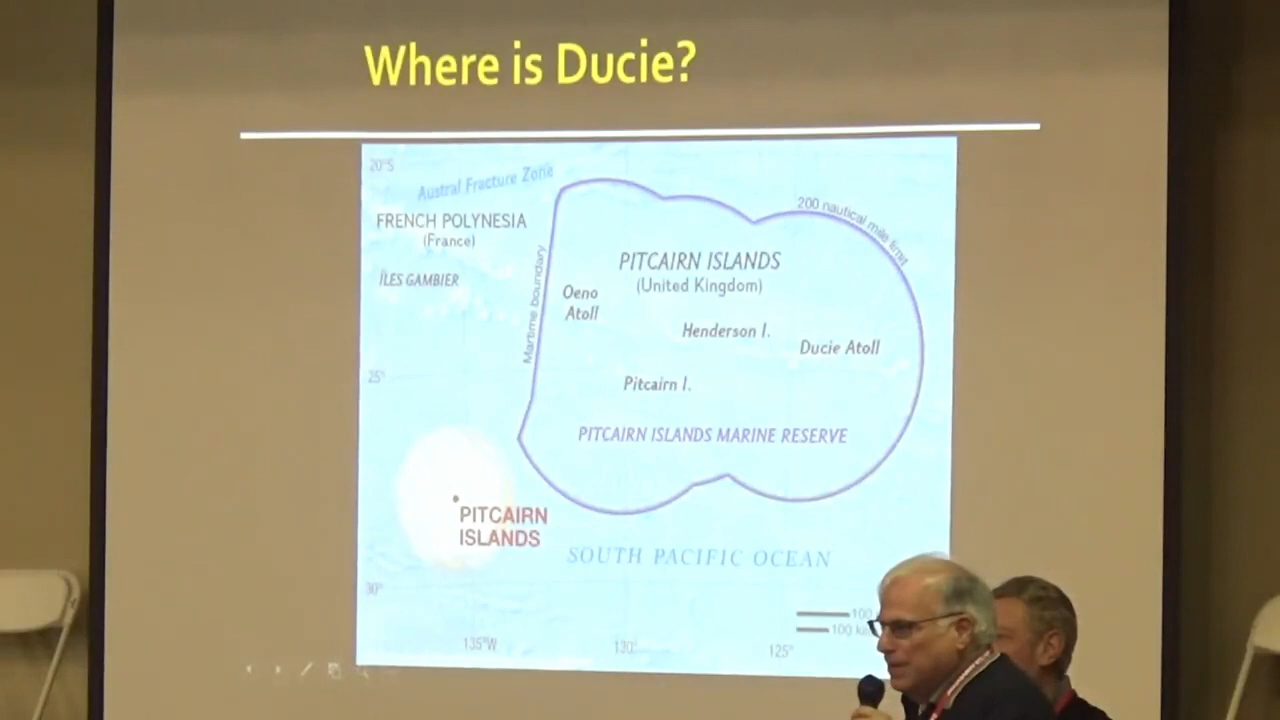 Where is Ducie?
20°S
Austral Fracture Zone
200 nautical mile limit
FRENCH POLYNESIA
(France)
PITCAIRN ISLANDS
(United Kingdom)
ÎLES GAMBIER
Maritime boundary
Oeno
Atoll
Henderson I.
Ducie Atoll
25°
Pitcairn I.
PITCAIRN ISLANDS MARINE RESERVE
PITCAIRN
ISLANDS
SOUTH PACIFIC OCEAN
30°
100
100
135°W
130°
125°